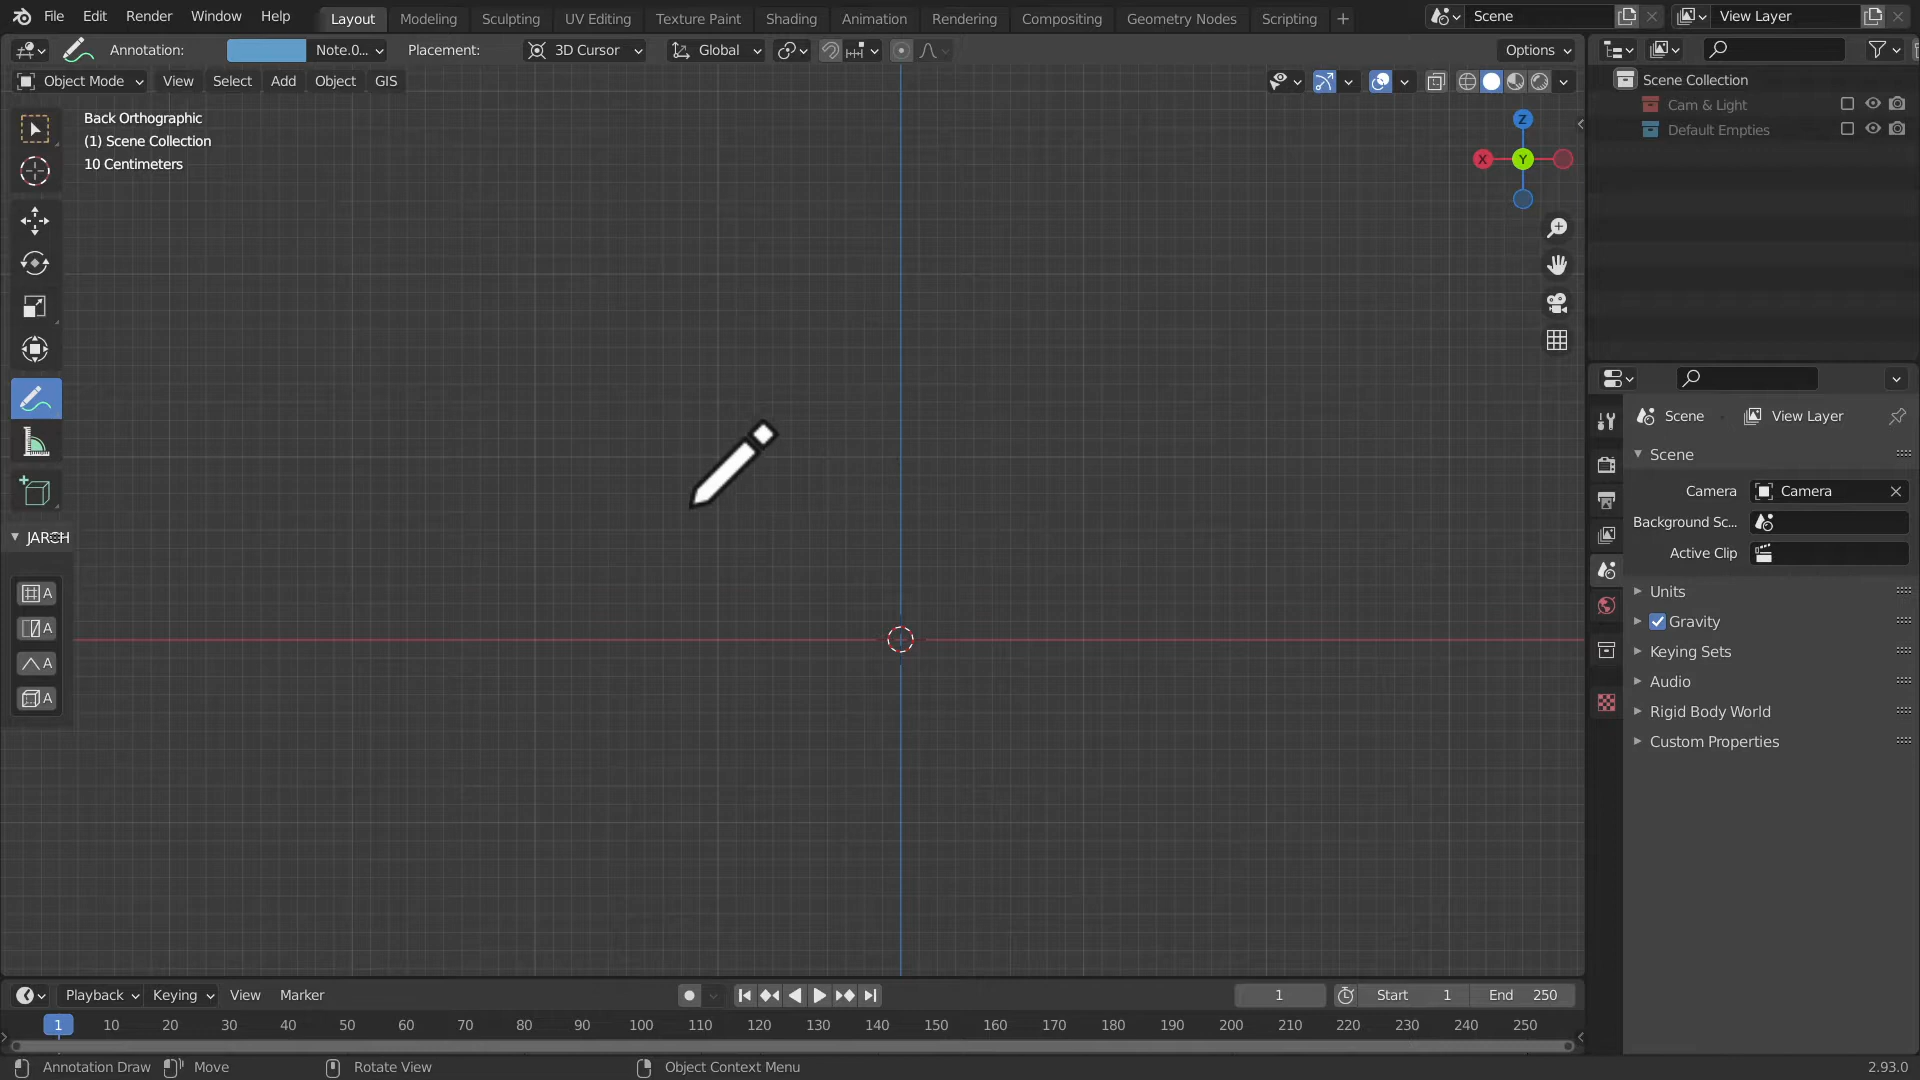 File Edit Render Window Help Layout Modeling Sculpting UV Editing Texture Paint Shading Animation Rendering Compositing Geometry Nodes Scripting + Scene View Layer
Annotation: Note.0... Placement: 3D Cursor Global Options
Object Mode View Select Add Object GIS
Back Orthographic
(1) Scene Collection
10 Centimeters
Z
X Y
JARCH
A
A
A
A
Scene Collection
Cam & Light
Default Empties
Scene View Layer
Scene
Camera Camera
Background Sc...
Active Clip
Units
Gravity
Keying Sets
Audio
Rigid Body World
Custom Properties
Playback Keying View Marker 1 Start 1 End 250
1 10 20 30 40 50 60 70 80 90 100 110 120 130 140 150 160 170 180 190 200 210 220 230 240 250
Annotation Draw Move Rotate View Object Context Menu 2.93.0